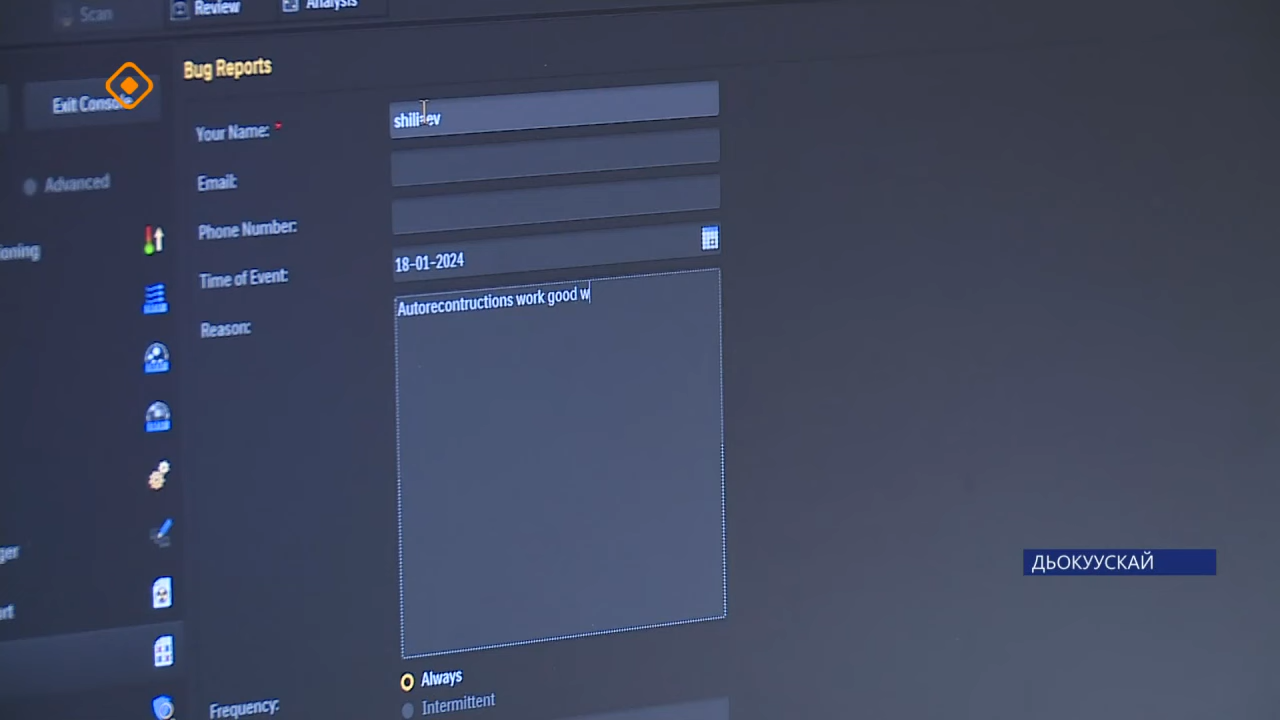 Scan
Review
Analysis
Bug Reports
Exit Console
Your Name: *
shiliaev
Email:
Advanced
Phone Number:
Time of Event:
18-01-2024
Reason:
Autorecontructions work good w
ДЬОКУУСКАЙ
Always
Intermittent
Frequency: